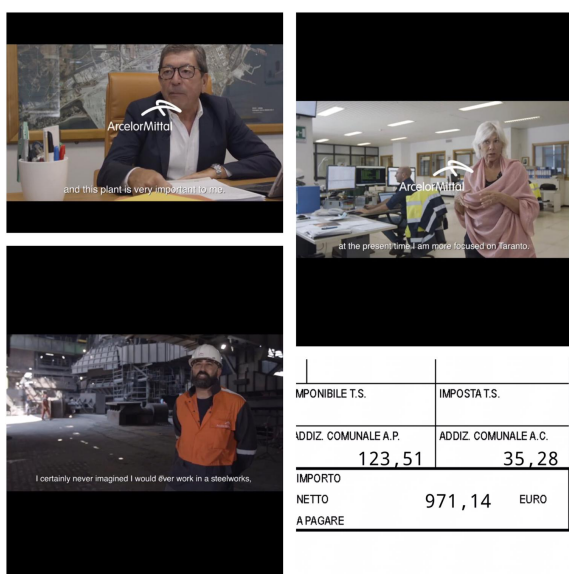 ArcelorMittal
and this plant is very important to me.
ArcelorMittal
at the present time I am more focused on Taranto.
I certainly never imagined I would ever work in a steelworks,
MPONIBILE T.S.
IMPOSTA T.S.
ADDIZ. COMUNALE A.P.
ADDIZ. COMUNALE A.C.
123,51
35,28
IMPORTO
NETTO
971,14
EURO
A PAGARE